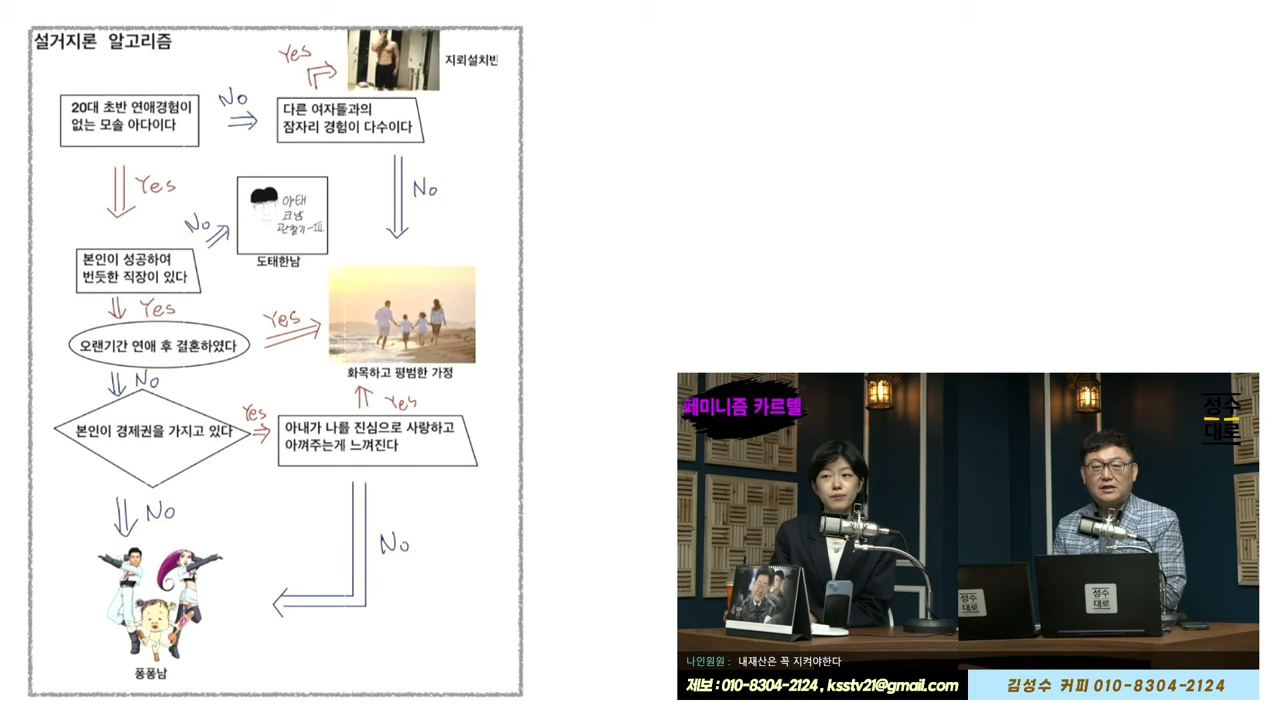 설거지론 알고리즘
Yes
지뢰설치빈
20대 초반 연애경험이
없는 모솔 아다이다
No
다른 여자들과의
잠자리 경험이 다수이다
Yes
No
No
아태
코남
관찰기-III
도태한남
본인이 성공하여
번듯한 직장이 있다
Yes
Yes
오랜기간 연애 후 결혼하였다
화목하고 평범한 가정
No
Yes
Yes
본인이 경제권을 가지고 있다
아내가 나를 진심으로 사랑하고
아껴주는게 느껴진다
No
No
퐁퐁남
페미니즘 카르텔
성수
대로
성수
대로
성수
대로
나인원원 : 내재산은 꼭 지켜야한다
제보 : 010-8304-2124 , ksstv21@gmail.com
김성수 커피 010-8304-2124